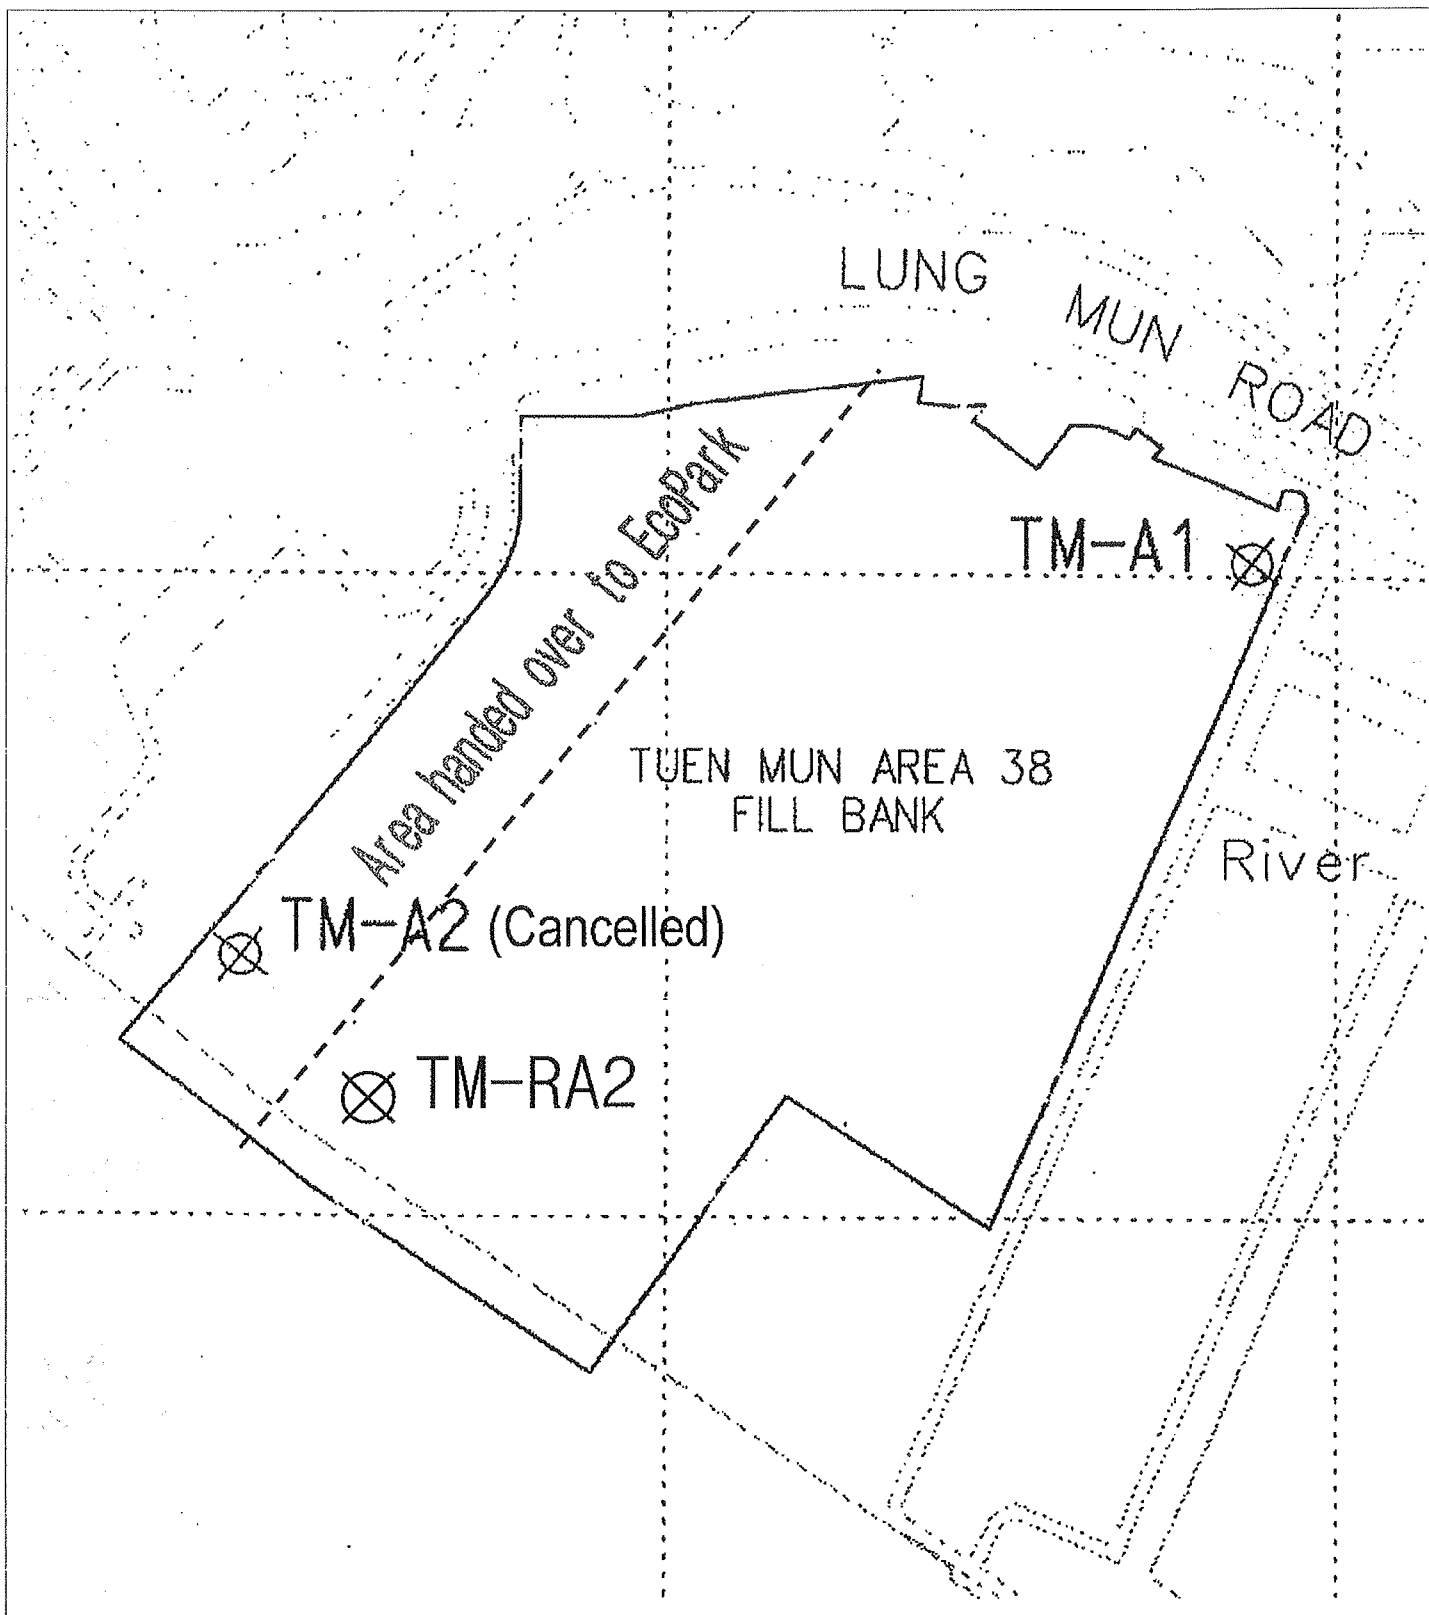 LUNG
MUN
ROAD
Area handed over to EcoPark
TM-A1
TUEN MUN AREA 38
FILL BANK
River
TM-A2 (Cancelled)
TM-RA2